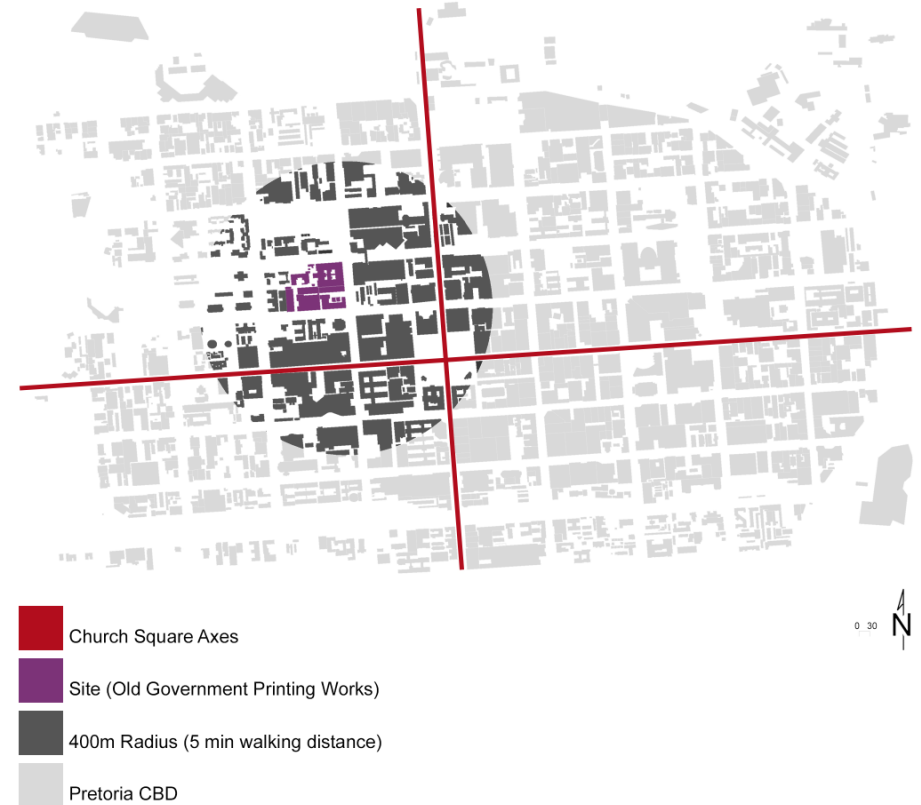 0 30
N
Church Square Axes
Site (Old Government Printing Works)
400m Radius (5 min walking distance)
Pretoria CBD